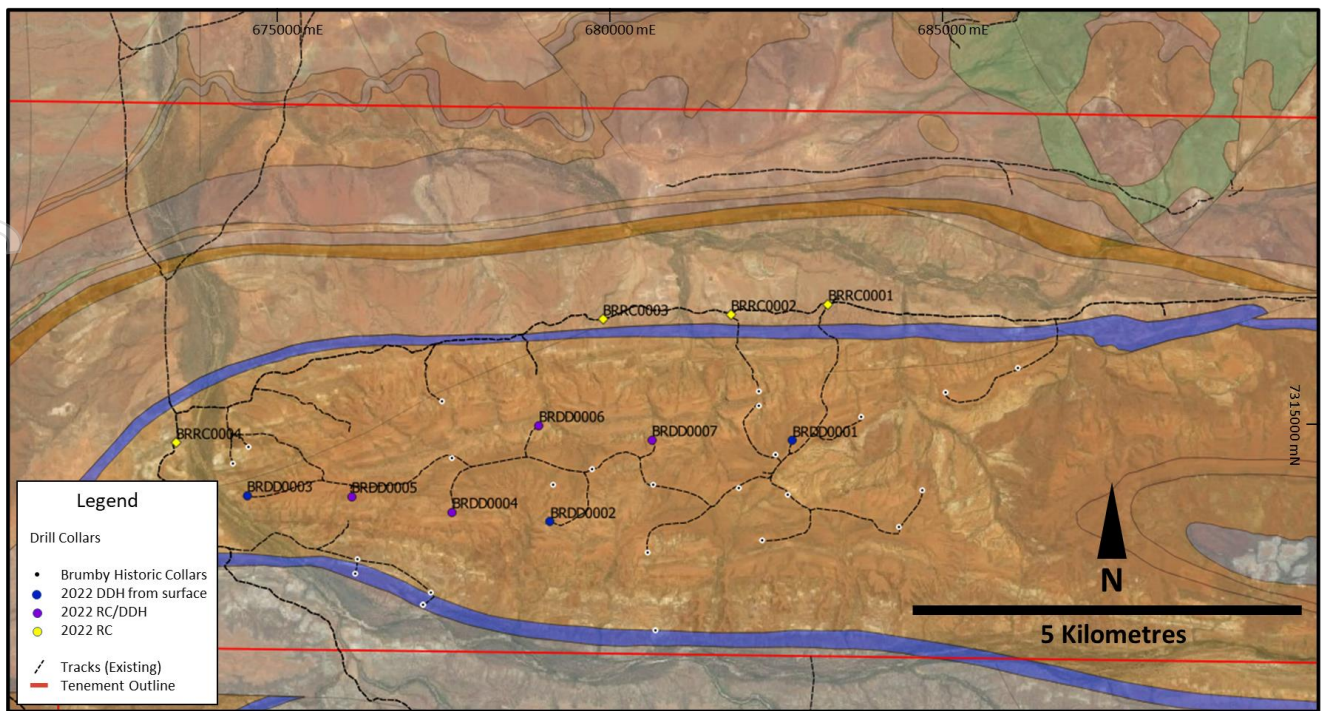 675000 mE
680000 mE
685000 mE
BRRC0001
BRRC0002
BRRC0003
7315000 mN
BRDD0006
BRRC0004
BRDD0007
BRDD0001
BRDD0003
BRDD0005
BRDD0004
BRDD0002
N
5 Kilometres
Legend
Drill Collars
Brumby Historic Collars
2022 DDH from surface
2022 RC/DDH
2022 RC
Tracks (Existing)
Tenement Outline